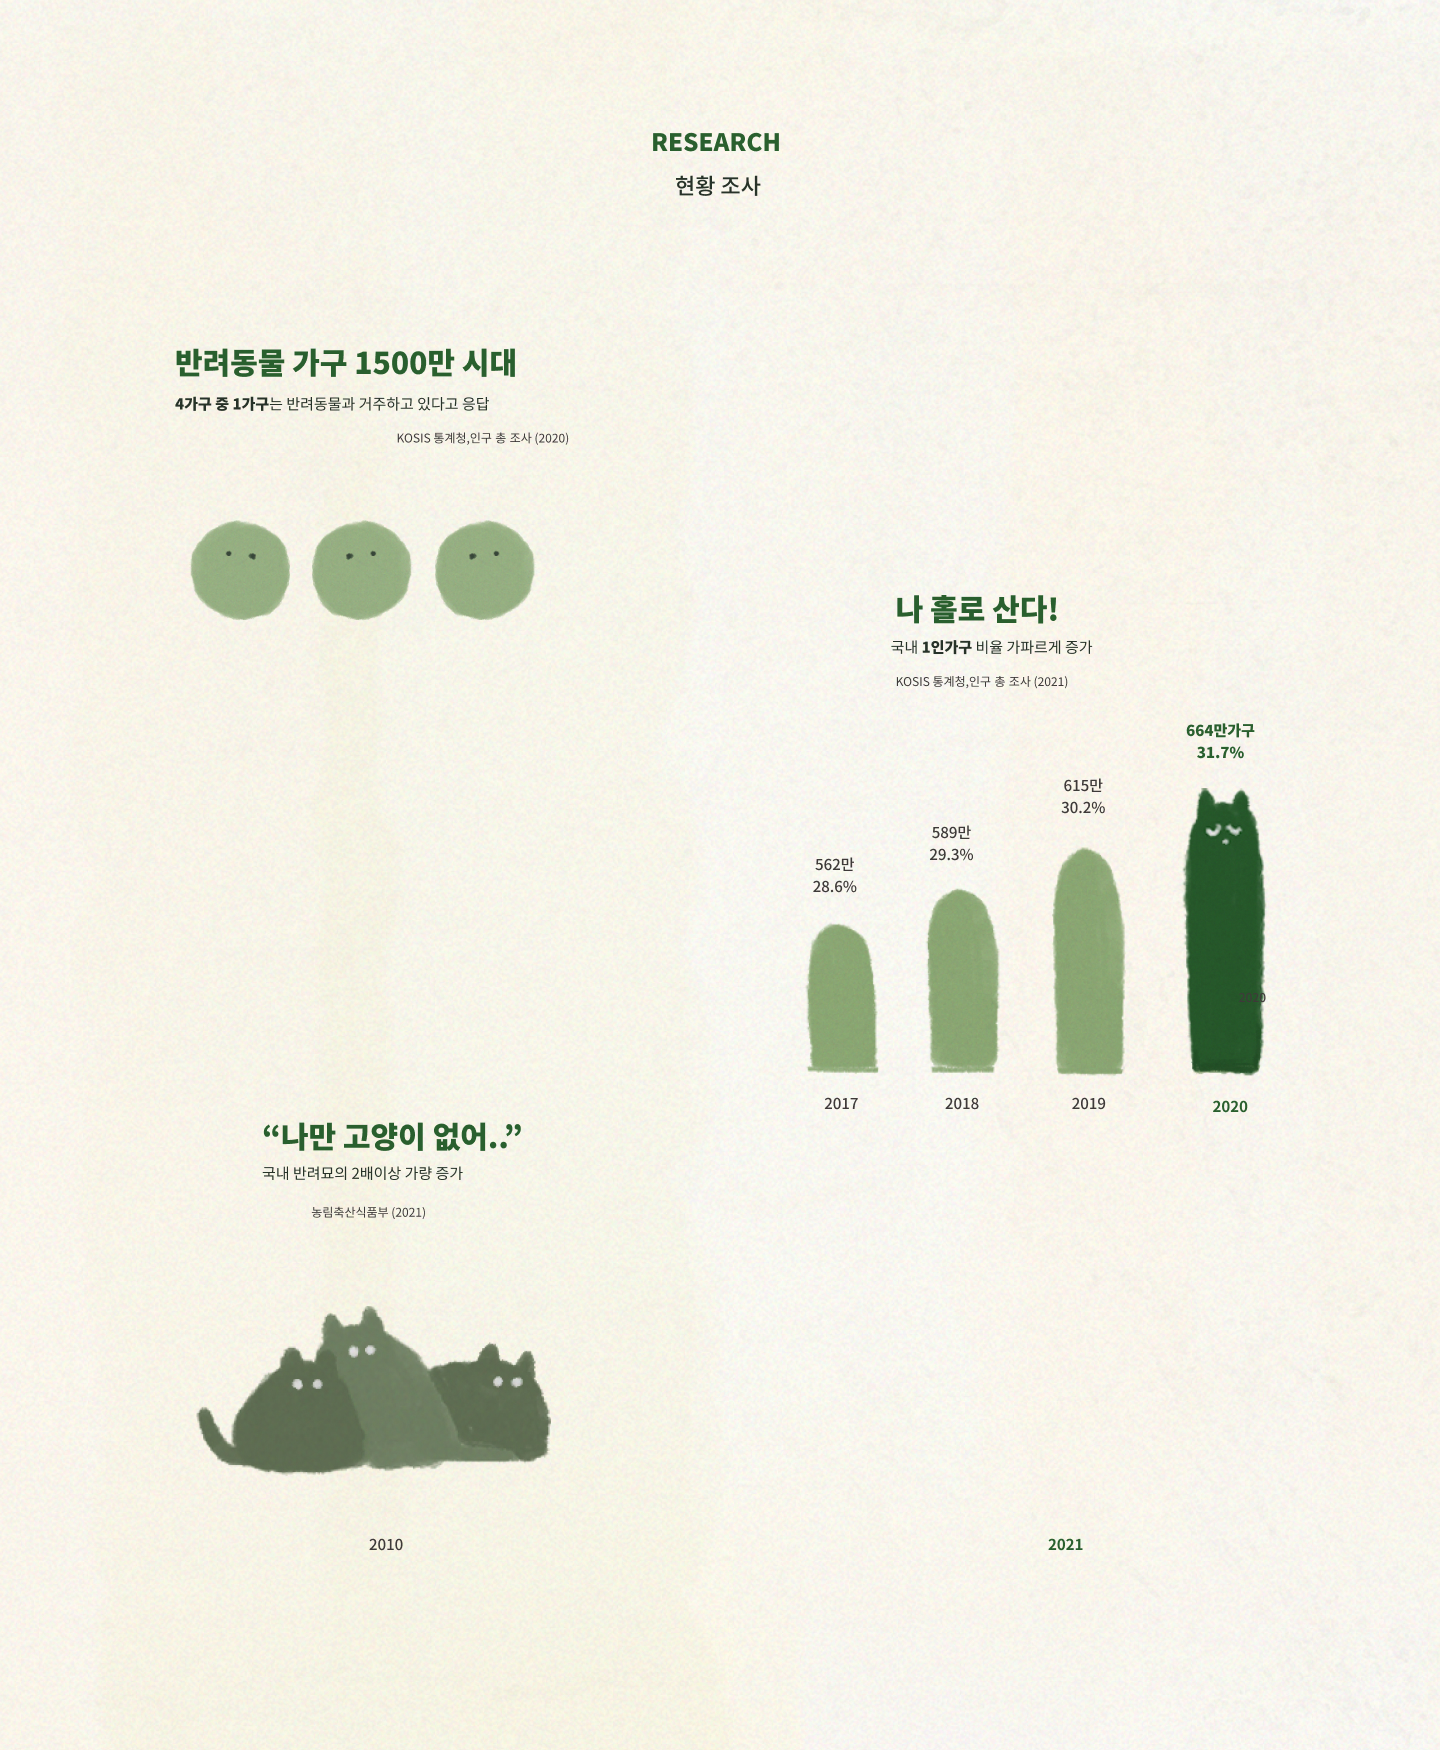 RESEARCH
현황 조사
반려동물 가구 1500만 시대
4가구 중 1가구는 반려동물과 거주하고 있다고 응답
KOSIS 통계청,인구 총 조사 (2020)
나 홀로 산다!
국내 1인가구 비율 가파르게 증가
KOSIS 통계청,인구 총 조사 (2021)
562만
28.6%
589만
29.3%
615만
30.2%
664만가구
31.7%
2020
2017
2018
2019
2020
“나만 고양이 없어..”
국내 반려묘의 2배이상 가량 증가
농림축산식품부 (2021)
2010
2021